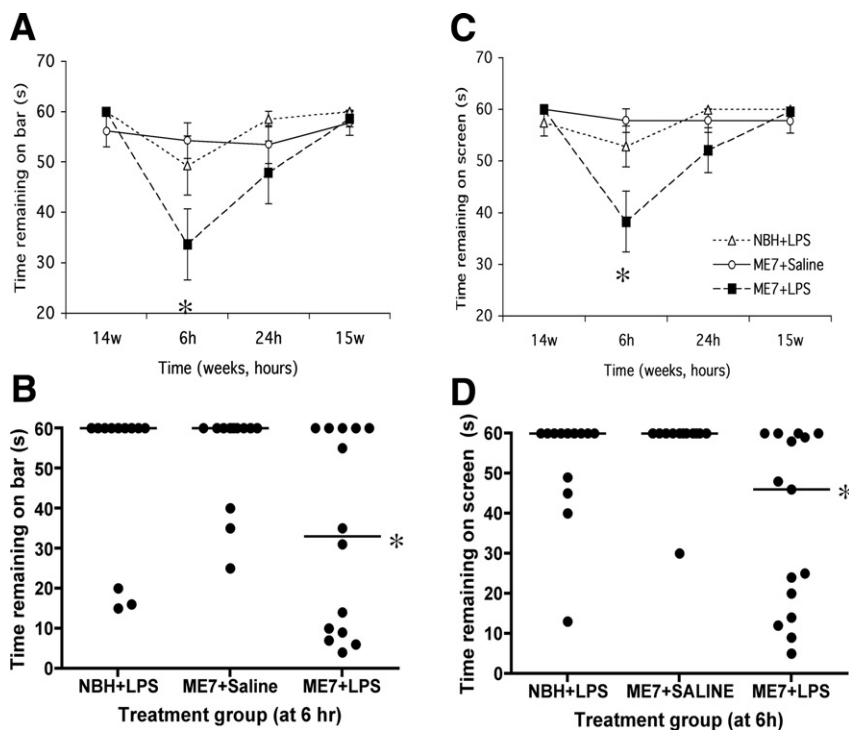 A
Time remaining on bar (s)
70
60
50
40
30
20
*
14w 6h 24h 15w
Time (weeks, hours)
C
Time remaining on screen (s)
70
60
50
40
30
20
NBH+LPS
ME7+Saline
ME7+LPS
*
14w 6h 24h 15w
Time (weeks, hours)
B
Time remaining on bar (s)
60
50
40
30
20
10
0
*
NBH+LPS ME7+Saline ME7+LPS
Treatment group (at 6 hr)
D
Time remaining on screen (s)
60
50
40
30
20
10
0
*
NBH+LPS ME7+SALINE ME7+LPS
Treatment group (at 6h)